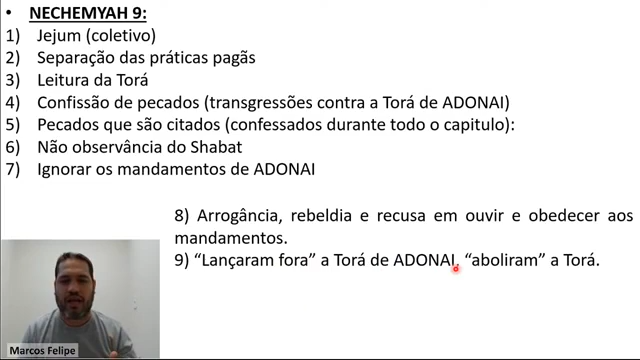 • NECHEMYAH 9:
1) Jejum (coletivo)
2) Separação das práticas pagãs
3) Leitura da Torá
4) Confissão de pecados (transgressões contra a Torá de ADONAI)
5) Pecados que são citados (confessados durante todo o capitulo):
6) Não observância do Shabat
7) Ignorar os mandamentos de ADONAI
8) Arrogância, rebeldia e recusa em ouvir e obedecer aos
mandamentos.
9) “Lançaram fora” a Torá de ADONAI, “aboliram” a Torá.
Marcos Felipe